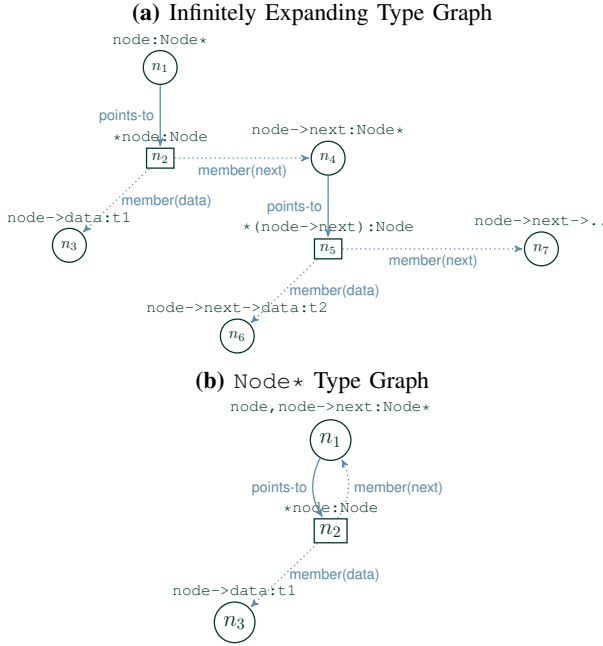 (a) Infinitely Expanding Type Graph
node:Node*
n1
points-to
*node:Node
node->next:Node*
n2
member(next)
n4
member(data)
points-to
node->data:t1
*(node->next):Node
node->next->..
n3
n5
member(next)
n7
member(data)
node->next->data:t2
n6
(b) Node* Type Graph
node,node->next:Node*
n1
points-to
member(next)
*node:Node
n2
member(data)
node->data:t1
n3